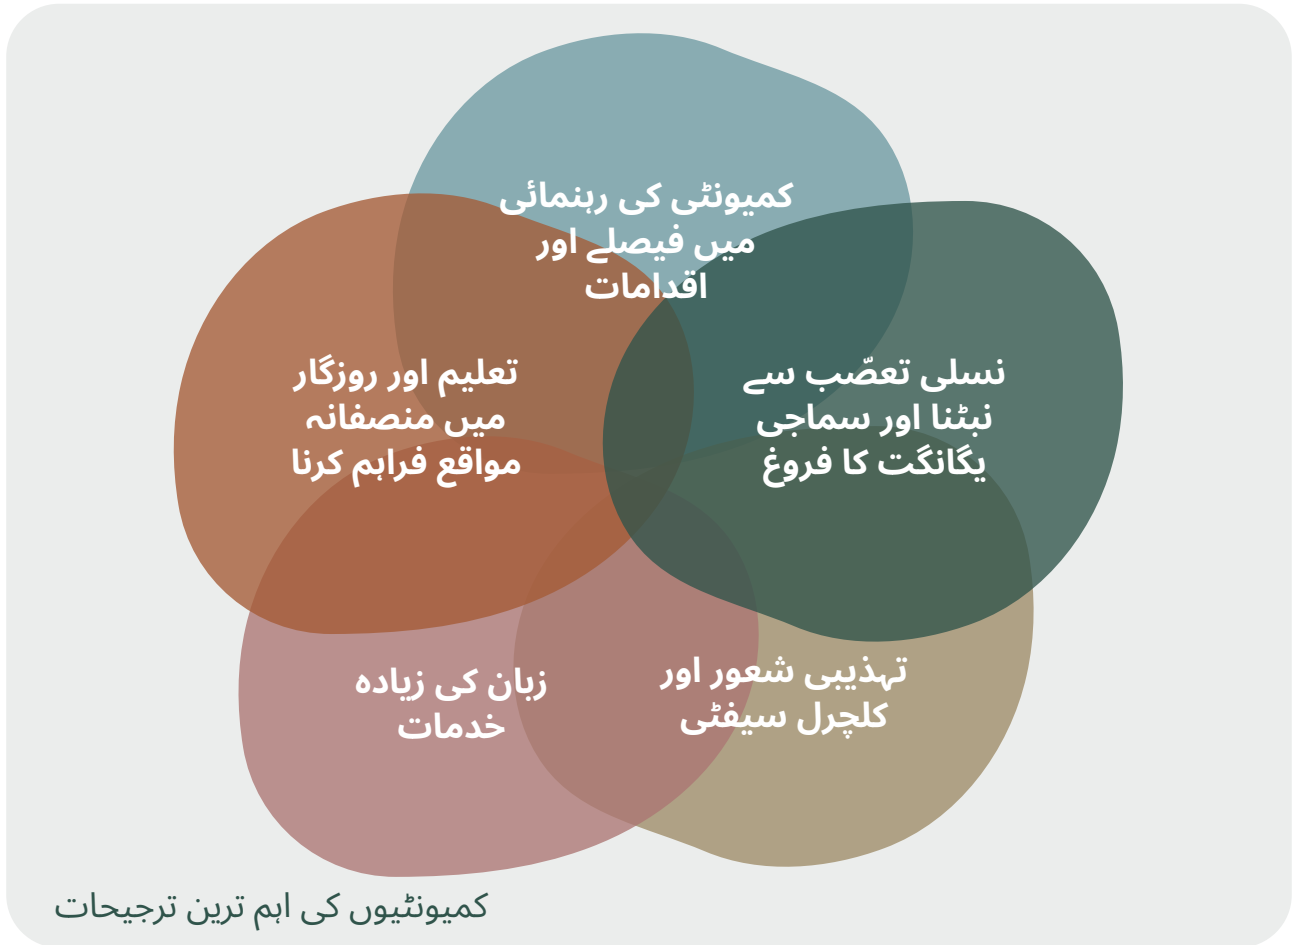 کمیونٹی کی رہنمائی
میں فیصلے اور
اقدامات
نسلی تعصّب سے
نبٹنا اور سماجی
یگانگت کا فروغ
تعلیم اور روزگار
میں منصفانہ
مواقع فراہم کرنا
تہذیبی شعور اور
کلچرل سیفٹی
زبان کی زیادہ
خدمات
کمیونٹیوں کی اہم ترین ترجیحات